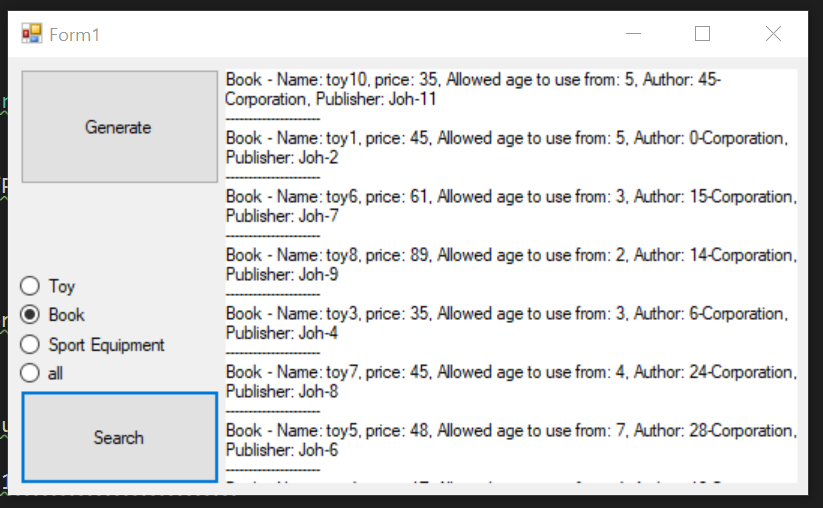 Form1
Generate
Toy
Book
Sport Equipment
all
Search
Book - Name: toy10, price: 35, Allowed age to use from: 5, Author: 45-
Corporation, Publisher: Joh-11
---------------------
Book - Name: toy1, price: 45, Allowed age to use from: 5, Author: 0-Corporation,
Publisher: Joh-2
---------------------
Book - Name: toy6, price: 61, Allowed age to use from: 3, Author: 15-Corporation,
Publisher: Joh-7
---------------------
Book - Name: toy8, price: 89, Allowed age to use from: 2, Author: 14-Corporation,
Publisher: Joh-9
---------------------
Book - Name: toy3, price: 35, Allowed age to use from: 3, Author: 6-Corporation,
Publisher: Joh-4
---------------------
Book - Name: toy7, price: 45, Allowed age to use from: 4, Author: 24-Corporation,
Publisher: Joh-8
---------------------
Book - Name: toy5, price: 48, Allowed age to use from: 7, Author: 28-Corporation,
Publisher: Joh-6
---------------------